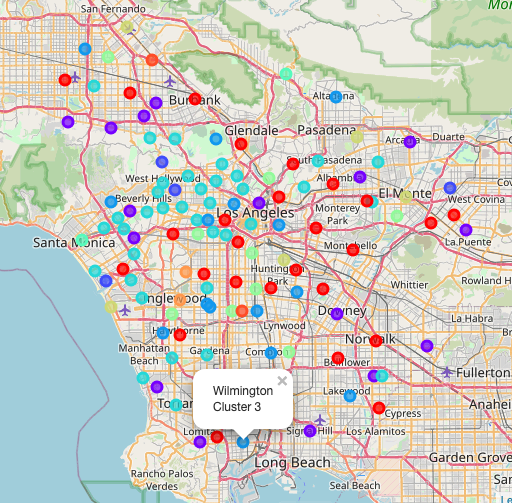 San Fernando
Mon
Burbank
Altadena
Glendale
Pasadena
Arcadia
Duarte
South Pasadena
West Hollywood
Alhambra
El Monte
Beverly Hills
West Covina
Los Angeles
Monterey
Park
Santa Monica
La Puente
Montebello
Huntington
Park
Whittier
Inglewood
Downey
La Habra
Hawthorne
Lynwood
Norwalk
Manhattan
Beach
Gardena
Compton
Bellflower
Fullerton
Wilmington
Cluster 3
×
Lakewood
Torran
Cypress
Anahei
Lomita
Signal Hill
Los Alamitos
Garden Grove
Rancho Palos
Verdes
Long Beach
Seal Beach